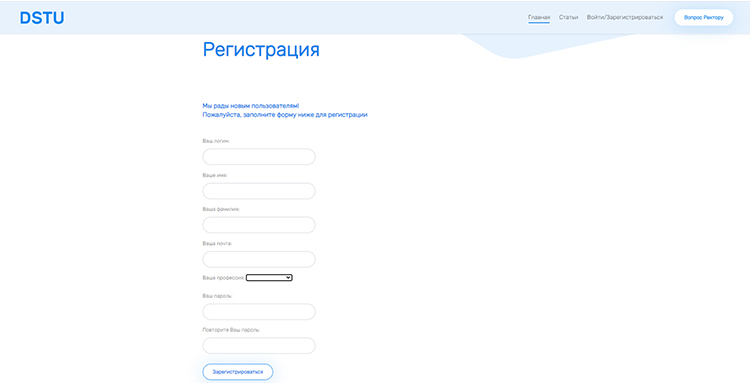 DSTU
Главная Статьи Войти/Зарегистрироваться Вопрос Ректору
Регистрация
Мы рады новым пользователям!
Пожалуйста, заполните форму ниже для регистрации
Ваш логин:
Ваше имя:
Ваша фамилия:
Ваша почта:
Ваша профессия:
Ваш пароль:
Повторите Ваш пароль:
Зарегистрироваться